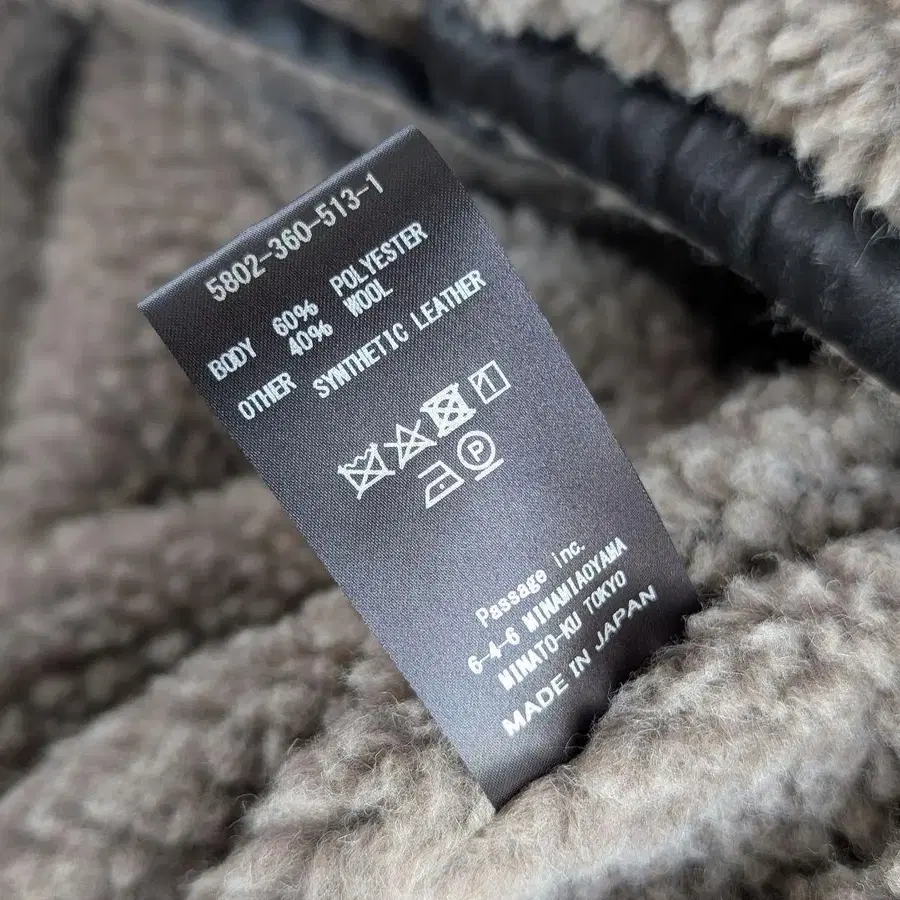 5802-360-513-1
BODY 60% POLYESTER
40% WOOL
OTHER SYNTHETIC LEATHER
P
Passage inc.
6-4-6 MINAMIAOYAMA
MINATO-KU TOKYO
MADE IN JAPAN